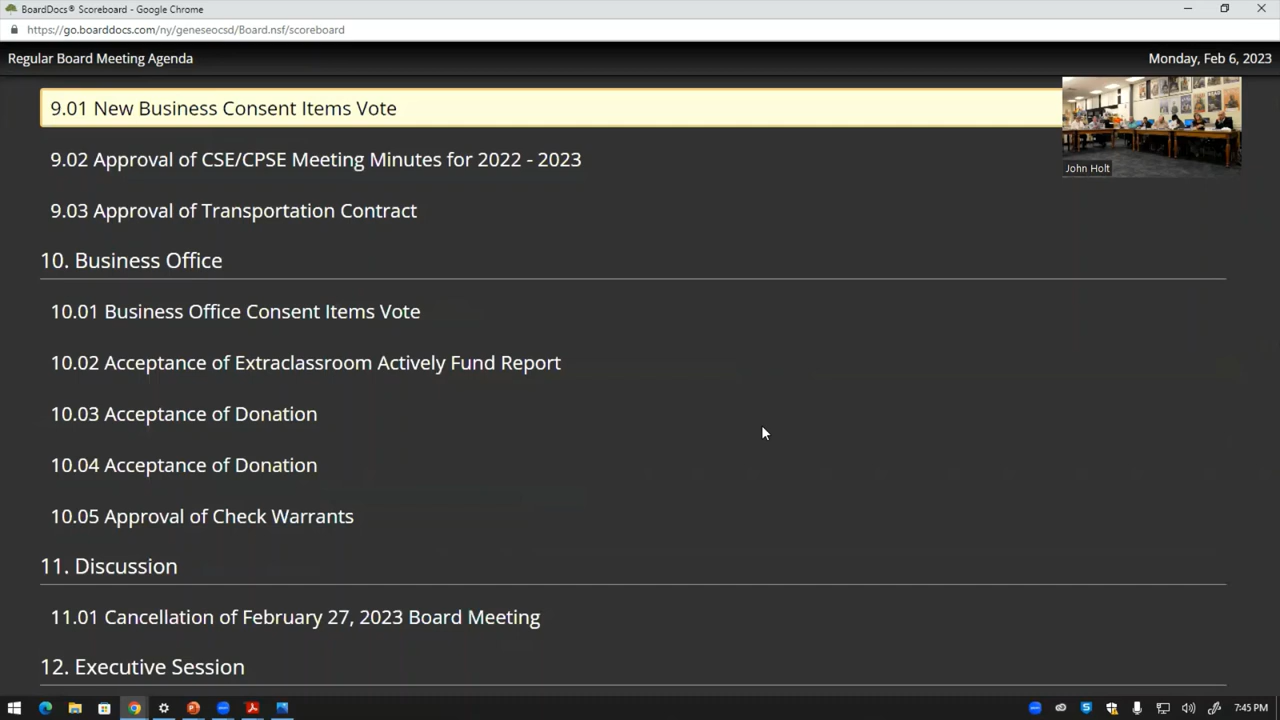 BoardDocs® Scoreboard - Google Chrome
https://go.boarddocs.com/ny/geneseocsd/Board.nsf/scoreboard
Regular Board Meeting Agenda
Monday, Feb 6, 2023
9.01 New Business Consent Items Vote
John Holt
9.02 Approval of CSE/CPSE Meeting Minutes for 2022 - 2023
9.03 Approval of Transportation Contract
10. Business Office
10.01 Business Office Consent Items Vote
10.02 Acceptance of Extraclassroom Actively Fund Report
10.03 Acceptance of Donation
10.04 Acceptance of Donation
10.05 Approval of Check Warrants
11. Discussion
11.01 Cancellation of February 27, 2023 Board Meeting
12. Executive Session
7:45 PM